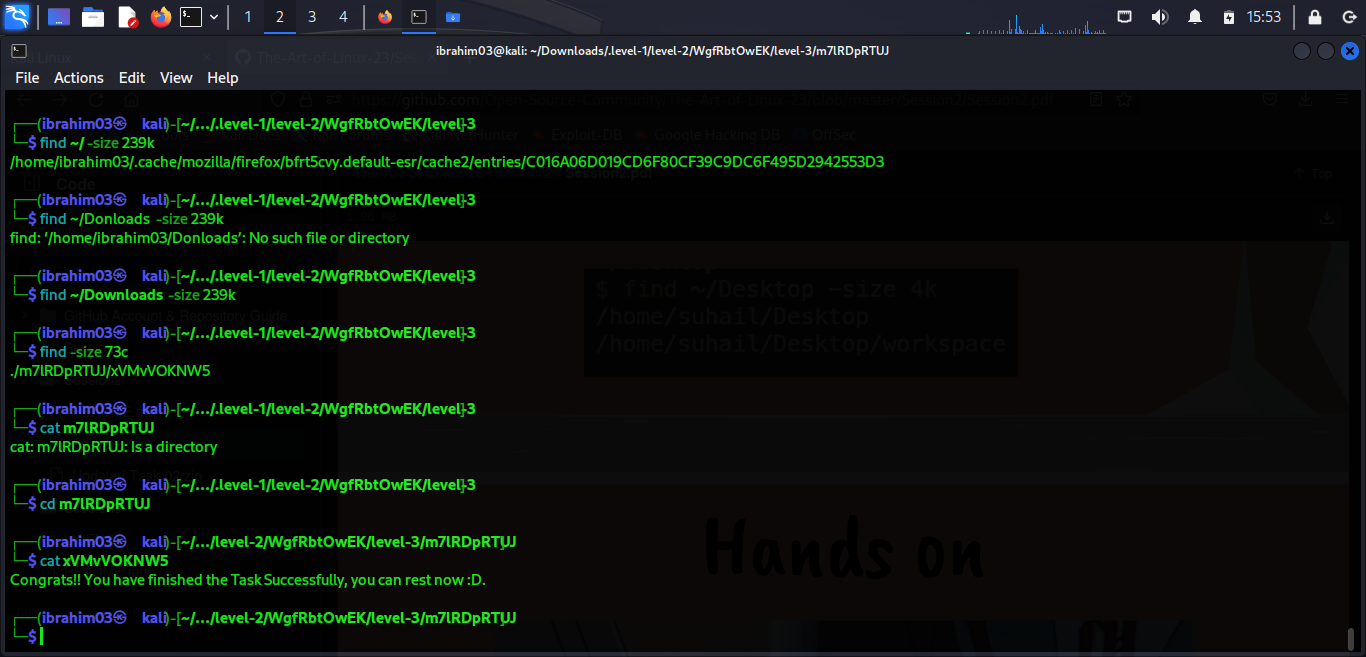 1 2 3 4 15:53
ibrahim03@kali: ~/Downloads/.level-1/level-2/WgfRbtOwEK/level-3/m7lRDpRTUJ
File Actions Edit View Help
┌──(ibrahim03㉿kali)-[~/…/.level-1/level-2/WgfRbtOwEK/level-3]
└─$ find ~/ -size 239k
/home/ibrahim03/.cache/mozilla/firefox/bfrt5cvy.default-esr/cache2/entries/C016A06D019CD6F80CF39C9DC6F495D2942553D3
┌──(ibrahim03㉿kali)-[~/…/.level-1/level-2/WgfRbtOwEK/level-3]
└─$ find ~/Donloads -size 239k
find: ‘/home/ibrahim03/Donloads’: No such file or directory
┌──(ibrahim03㉿kali)-[~/…/.level-1/level-2/WgfRbtOwEK/level-3]
└─$ find ~/Downloads -size 239k
┌──(ibrahim03㉿kali)-[~/…/.level-1/level-2/WgfRbtOwEK/level-3]
└─$ find -size 73c
./m7lRDpRTUJ/xVMvVOKNW5
┌──(ibrahim03㉿kali)-[~/…/.level-1/level-2/WgfRbtOwEK/level-3]
└─$ cat m7lRDpRTUJ
cat: m7lRDpRTUJ: Is a directory
┌──(ibrahim03㉿kali)-[~/…/.level-1/level-2/WgfRbtOwEK/level-3]
└─$ cd m7lRDpRTUJ
┌──(ibrahim03㉿kali)-[~/…/level-2/WgfRbtOwEK/level-3/m7lRDpRTUJ]
└─$ cat xVMvVOKNW5
Congrats!! You have finished the Task Successfully, you can rest now :D.
┌──(ibrahim03㉿kali)-[~/…/level-2/WgfRbtOwEK/level-3/m7lRDpRTUJ]
└─$
Code
Session2.pdf
Top
GitHub Account & Repository Guide
$ find ~/Desktop -size 4k
/home/suhail/Desktop
/home/suhail/Desktop/workspace
Hands on